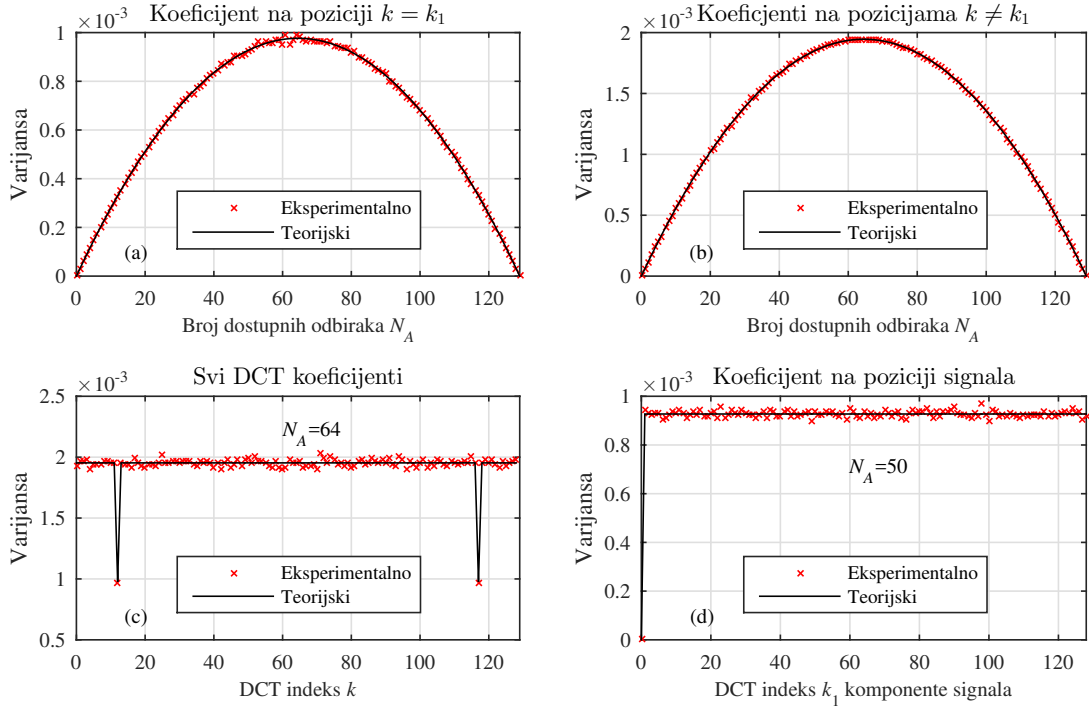 Koeficijent na poziciji k = k₁
×10⁻³
1
0.8
0.6
0.4
0.2
0
Varijansa
Eksperimentalno
Teorijski
(a)
0 20 40 60 80 100 120
Broj dostupnih odbiraka N_A
Koeficjenti na pozicijama k ≠ k₁
×10⁻³
2
1.5
1
0.5
0
Varijansa
Eksperimentalno
Teorijski
(b)
0 20 40 60 80 100 120
Broj dostupnih odbiraka N_A
Svi DCT koeficijenti
×10⁻³
2.5
2
1.5
1
0.5
Varijansa
N_A=64
Eksperimentalno
Teorijski
(c)
0 20 40 60 80 100 120
DCT indeks k
Koeficijent na poziciji signala
×10⁻³
1
0.8
0.6
0.4
0.2
0
Varijansa
N_A=50
Eksperimentalno
Teorijski
(d)
0 20 40 60 80 100 120
DCT indeks k₁ komponente signala